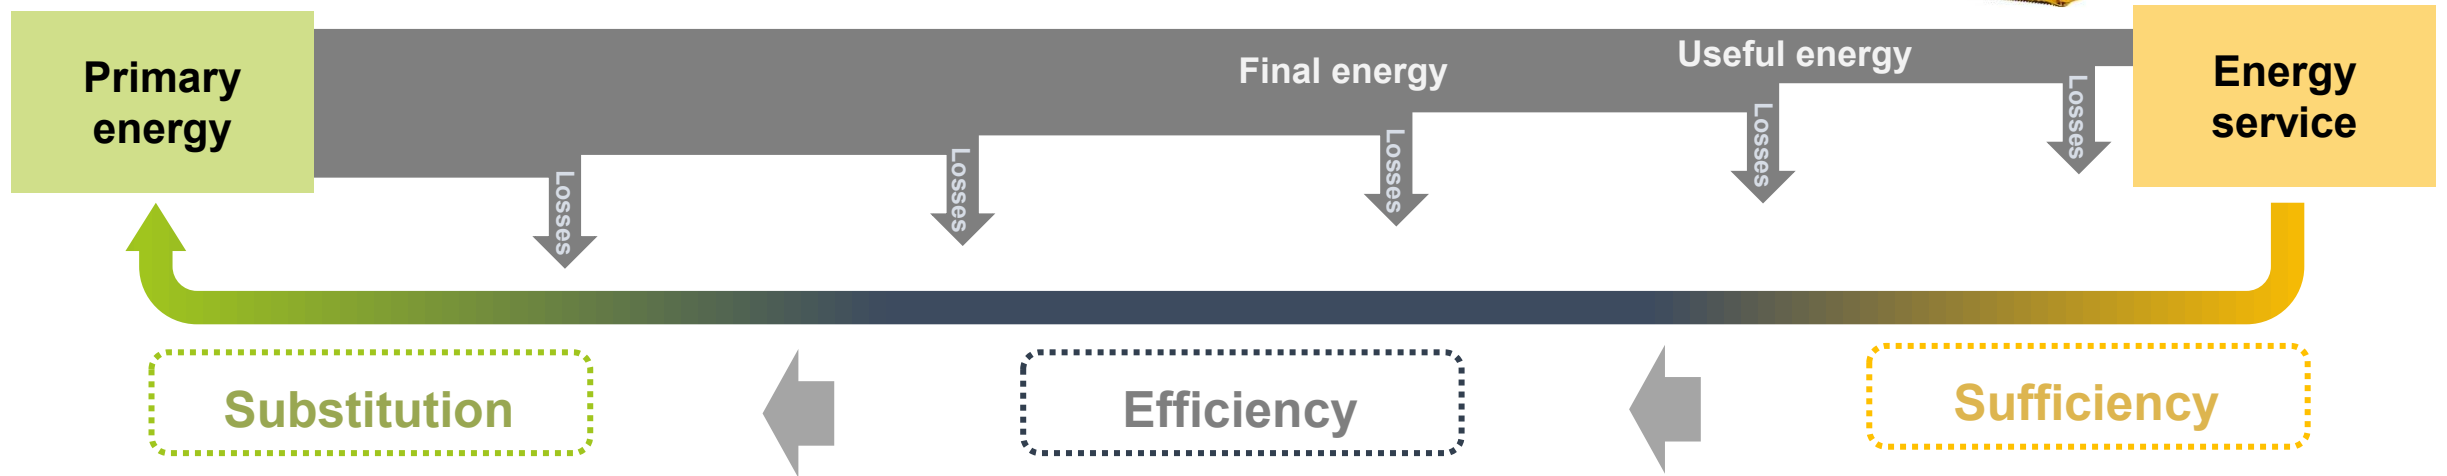 Primary
energy
Final energy
Useful energy
Energy
service
Losses
Losses
Losses
Losses
Losses
Substitution
Efficiency
Sufficiency